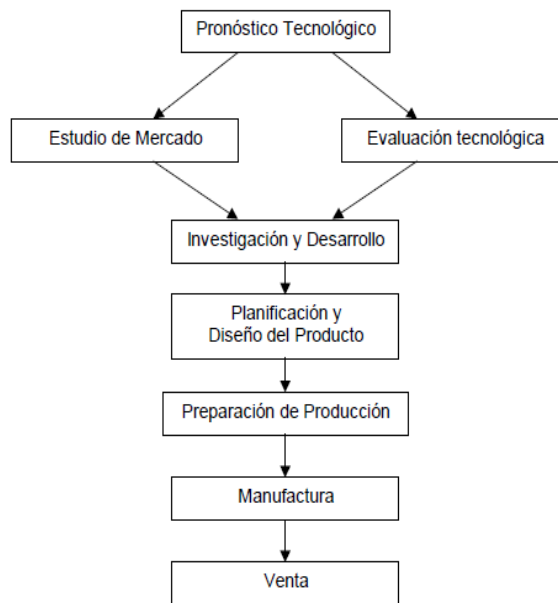 Pronóstico Tecnológico
Estudio de Mercado
Evaluación tecnológica
Investigación y Desarrollo
Planificación y
Diseño del Producto
Preparación de Producción
Manufactura
Venta